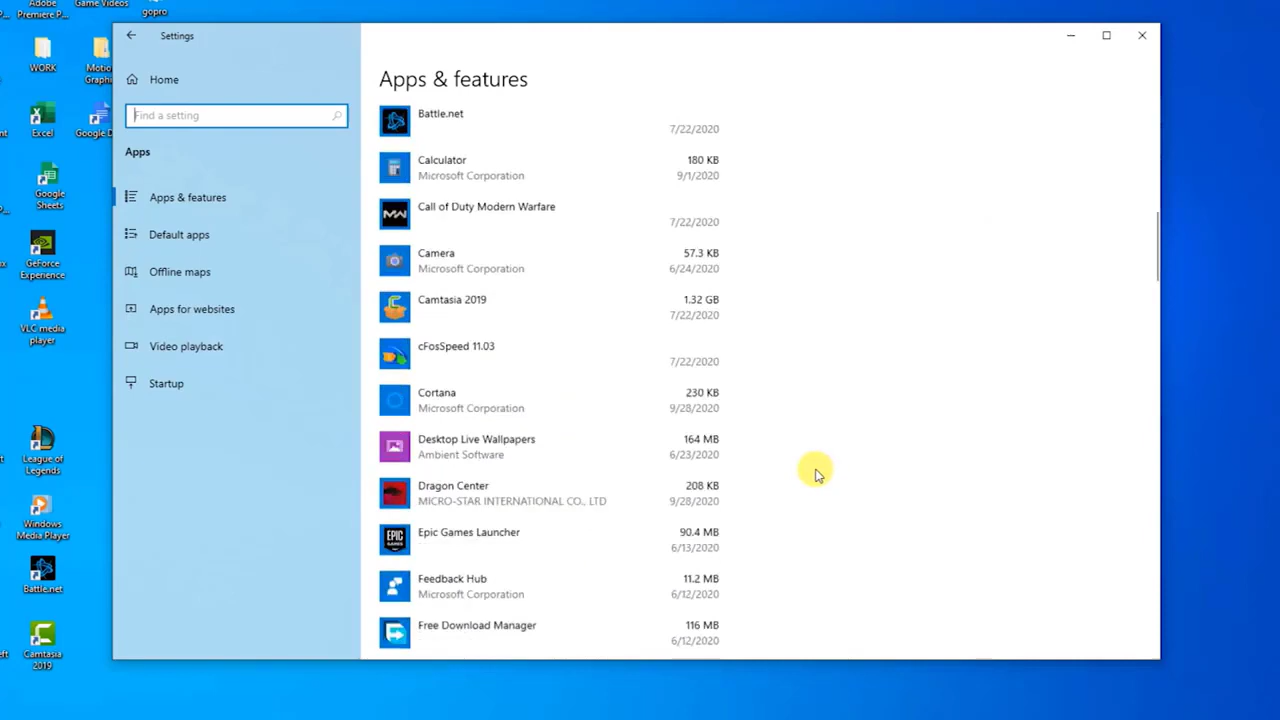 Adobe
Premiere P...
Game Videos
gopro
WORK
Motio
Graphi
Excel
Google D
Google
Sheets
GeForce
Experience
VLC media
player
League of
Legends
Windows
Media Player
Battle.net
Camtasia
2019
Settings
Home
Find a setting
Apps
Apps & features
Default apps
Offline maps
Apps for websites
Video playback
Startup
Apps & features
Battle.net
7/22/2020
Calculator 180 KB
Microsoft Corporation 9/1/2020
Call of Duty Modern Warfare
7/22/2020
Camera 57.3 KB
Microsoft Corporation 6/24/2020
Camtasia 2019 1.32 GB
7/22/2020
cFosSpeed 11.03
7/22/2020
Cortana 230 KB
Microsoft Corporation 9/28/2020
Desktop Live Wallpapers 164 MB
Ambient Software 6/23/2020
Dragon Center 208 KB
MICRO-STAR INTERNATIONAL CO., LTD 9/28/2020
Epic Games Launcher 90.4 MB
6/13/2020
Feedback Hub 11.2 MB
Microsoft Corporation 6/12/2020
Free Download Manager 116 MB
6/12/2020